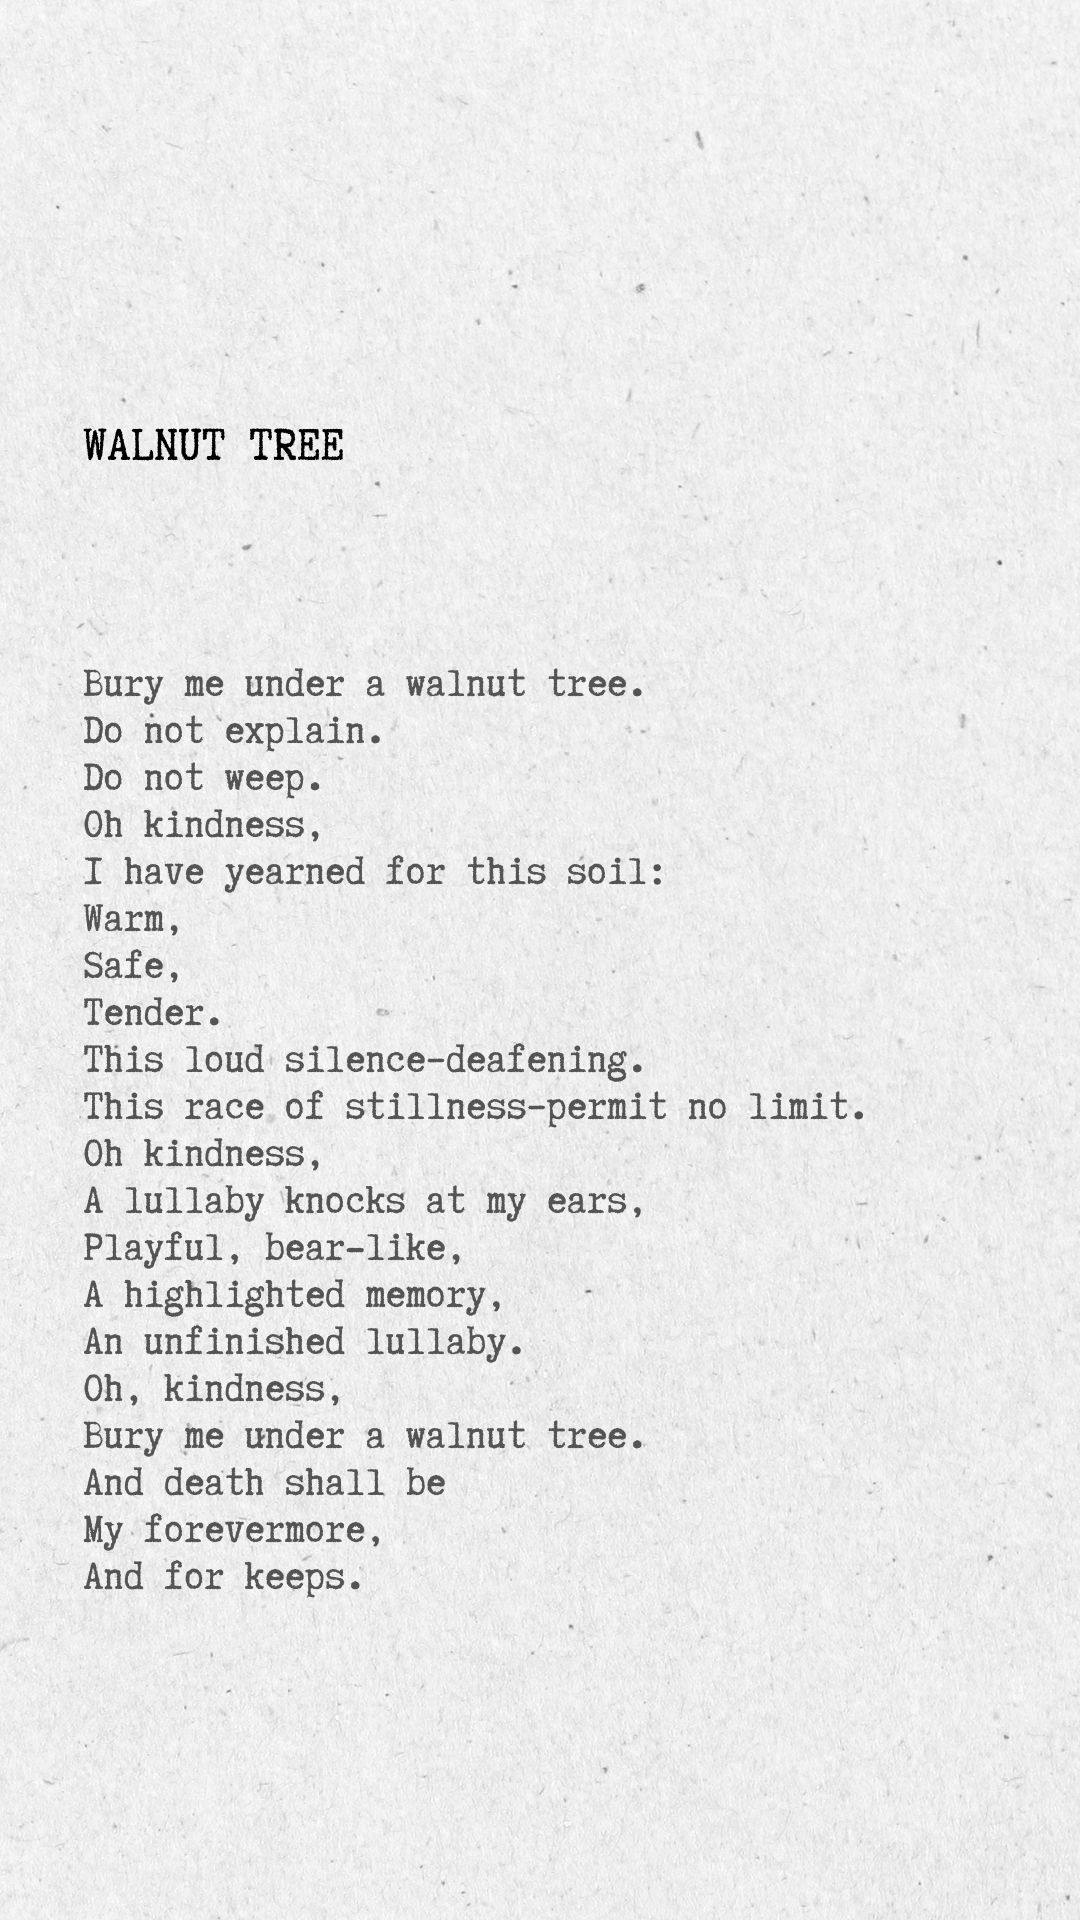 WALNUT TREE
Bury me under a walnut tree.
Do not explain.
Do not weep.
Oh kindness,
I have yearned for this soil:
Warm,
Safe,
Tender.
This loud silence-deafening.
This race of stillness-permit no limit.
Oh kindness,
A lullaby knocks at my ears,
Playful, bear-like,
A highlighted memory,
An unfinished lullaby.
Oh, kindness,
Bury me under a walnut tree.
And death shall be
My forevermore,
And for keeps.